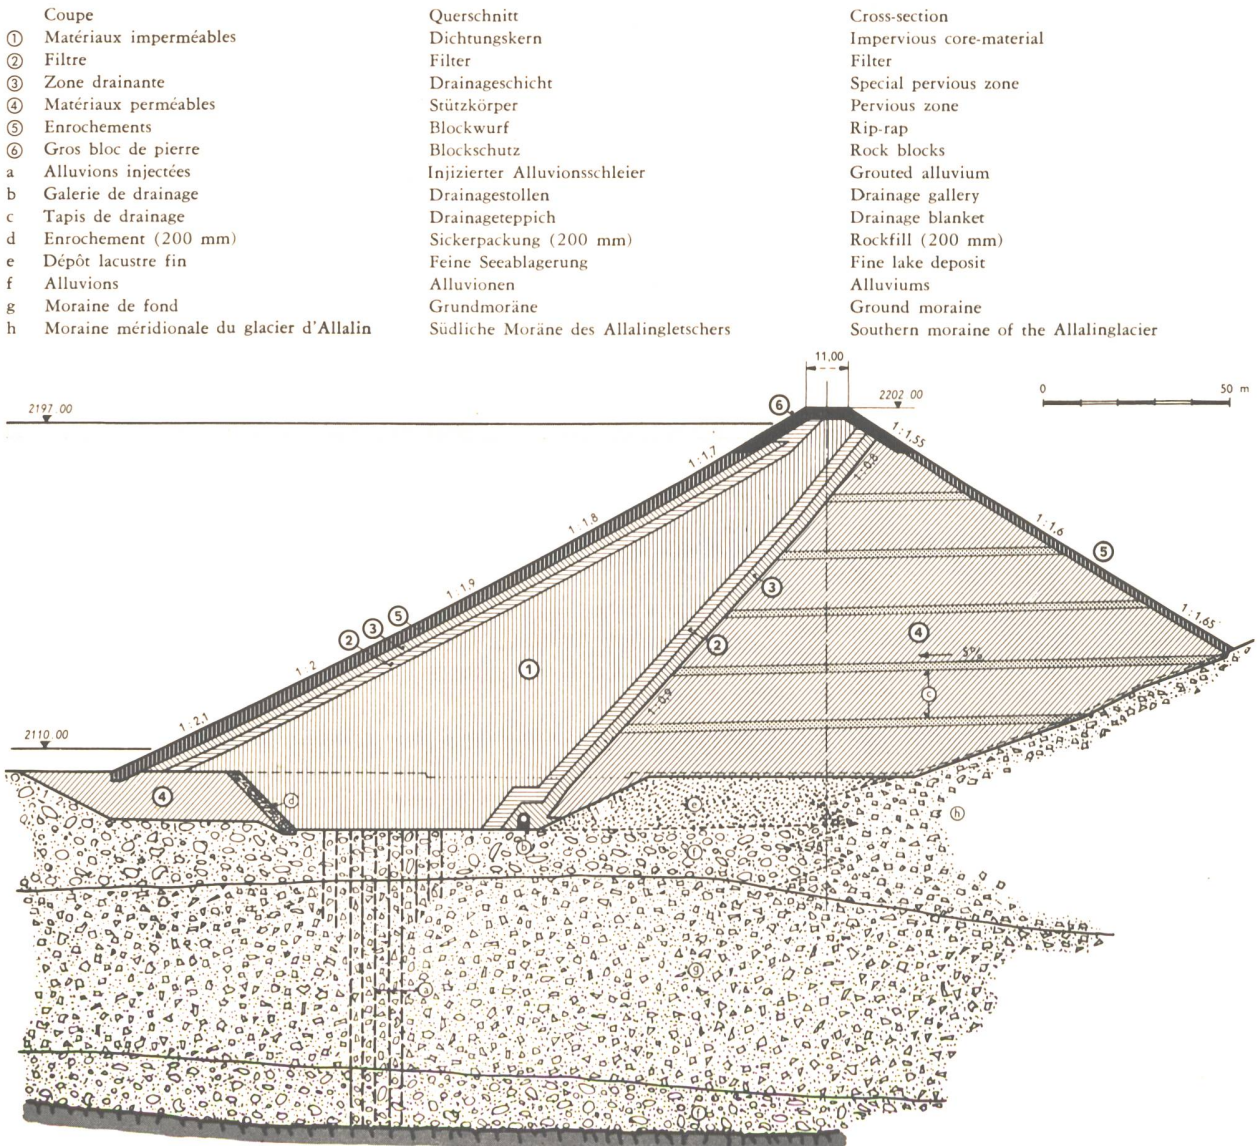 Coupe Querschnitt Cross-section
① Matériaux imperméables Dichtungskern Impervious core-material
② Filtre Filter Filter
③ Zone drainante Drainageschicht Special pervious zone
④ Matériaux perméables Stützkörper Pervious zone
⑤ Enrochements Blockwurf Rip-rap
⑥ Gros bloc de pierre Blockschutz Rock blocks
a Alluvions injectées Injizierter Alluvionsschleier Grouted alluvium
b Galerie de drainage Drainagestollen Drainage gallery
c Tapis de drainage Drainageteppich Drainage blanket
d Enrochement (200 mm) Sickerpackung (200 mm) Rockfill (200 mm)
e Dépôt lacustre fin Feine Seeablagerung Fine lake deposit
f Alluvions Alluvionen Alluviums
g Moraine de fond Grundmoräne Ground moraine
h Moraine méridionale du glacier d'Allalin Südliche Moräne des Allalingletschers Southern moraine of the Allalinglacier
11,00
0 50 m
2197.00
⑥
2202.00
1:1,7
1:0,8
1:1,55
1:1,8
1:1,6
⑤
1:1,9
③
1:1,65
② ③ ⑤
④
②
5%
1:2
①
1:0,9
c
1:2,1
2110.00
④
d
e
h
b
f
g
a
f